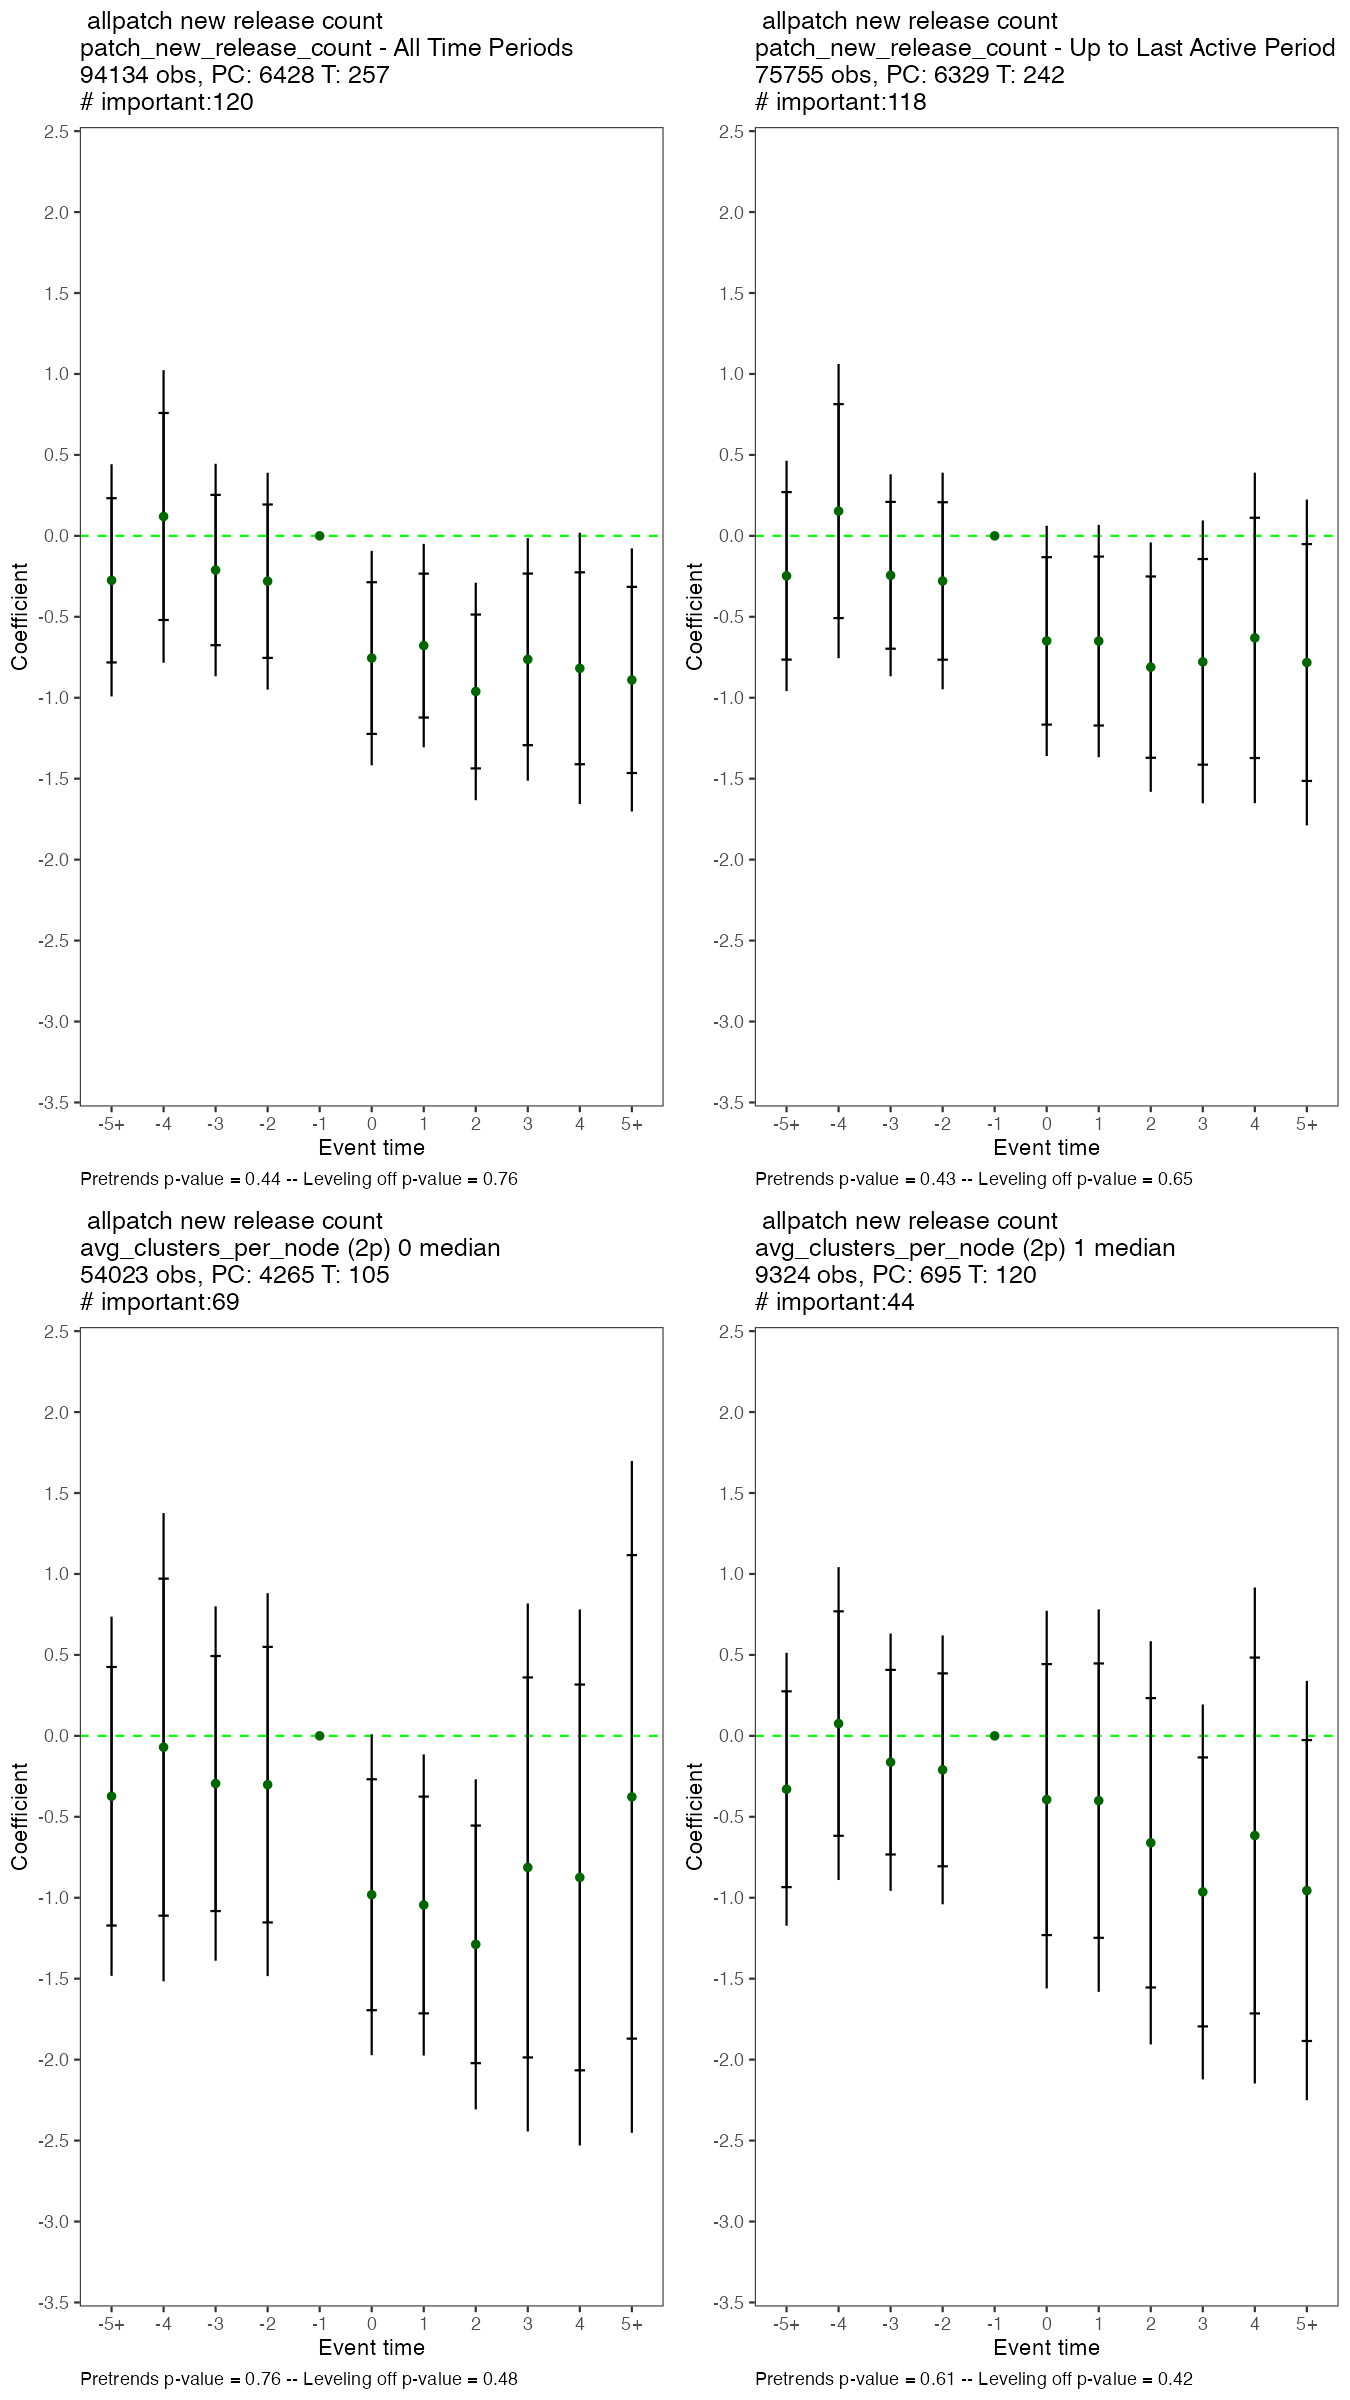 allpatch new release count
patch_new_release_count - All Time Periods
94134 obs, PC: 6428 T: 257
# important:120
2.5
2.0
1.5
1.0
0.5
0.0
-0.5
-1.0
-1.5
-2.0
-2.5
-3.0
-3.5
Coefficient
-5+ -4 -3 -2 -1 0 1 2 3 4 5+
Event time
Pretrends p-value = 0.44 -- Leveling off p-value = 0.76
allpatch new release count
patch_new_release_count - Up to Last Active Period
75755 obs, PC: 6329 T: 242
# important:118
2.5
2.0
1.5
1.0
0.5
0.0
-0.5
-1.0
-1.5
-2.0
-2.5
-3.0
-3.5
Coefficient
-5+ -4 -3 -2 -1 0 1 2 3 4 5+
Event time
Pretrends p-value = 0.43 -- Leveling off p-value = 0.65
allpatch new release count
avg_clusters_per_node (2p) 0 median
54023 obs, PC: 4265 T: 105
# important:69
2.5
2.0
1.5
1.0
0.5
0.0
-0.5
-1.0
-1.5
-2.0
-2.5
-3.0
-3.5
Coefficient
-5+ -4 -3 -2 -1 0 1 2 3 4 5+
Event time
Pretrends p-value = 0.76 -- Leveling off p-value = 0.48
allpatch new release count
avg_clusters_per_node (2p) 1 median
9324 obs, PC: 695 T: 120
# important:44
2.5
2.0
1.5
1.0
0.5
0.0
-0.5
-1.0
-1.5
-2.0
-2.5
-3.0
-3.5
Coefficient
-5+ -4 -3 -2 -1 0 1 2 3 4 5+
Event time
Pretrends p-value = 0.61 -- Leveling off p-value = 0.42